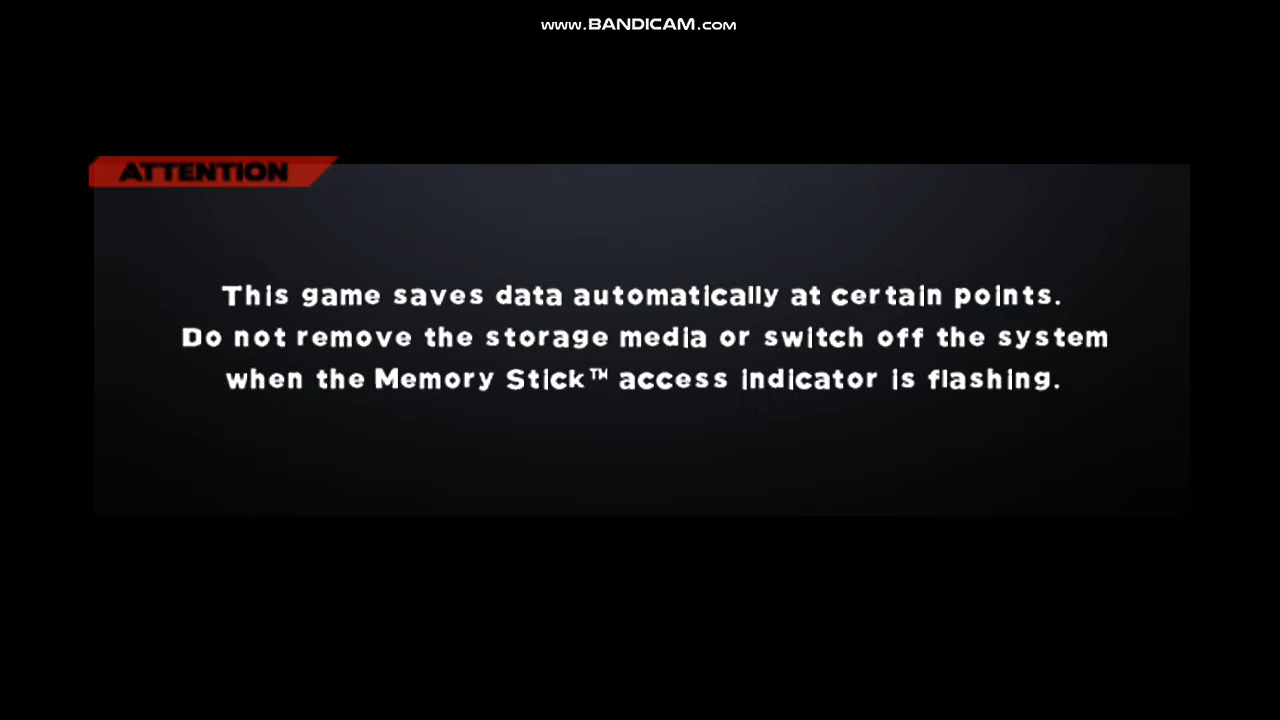 www.BANDICAM.com
ATTENTION
This game saves data automatically at certain points.
Do not remove the storage media or switch off the system
when the Memory Stick™ access indicator is flashing.